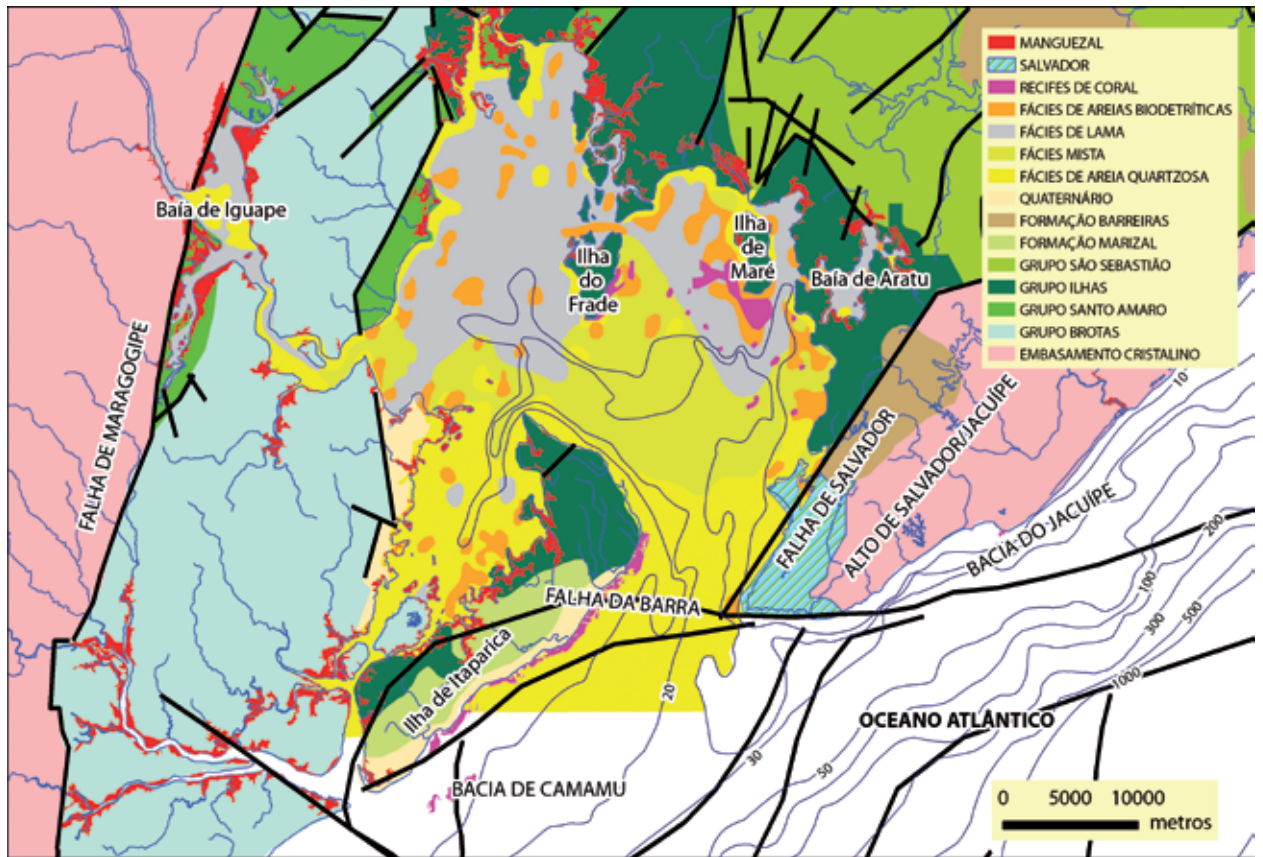 MANGUEZAL
SALVADOR
RECIFES DE CORAL
FÁCIES DE AREIAS BIODETRÍTICAS
FÁCIES DE LAMA
FÁCIES MISTA
FÁCIES DE AREIA QUARTZOSA
QUATERNÁRIO
FORMAÇÃO BARREIRAS
FORMAÇÃO MARIZAL
GRUPO SÃO SEBASTIÃO
GRUPO ILHAS
GRUPO SANTO AMARO
GRUPO BROTAS
EMBASAMENTO CRISTALINO
Baía de Iguape
Ilha
do
Frade
Ilha
de
Maré
Baía de Aratu
FALHA DE MARAGOGIPE
FALHA DE SALVADOR
ALTO DE SALVADOR/JACUÍPE
BACIA DO JACUÍPE
FALHA DA BARRA
Ilha de Itaparica
BACIA DE CAMAMU
OCEANO ATLÂNTICO
10
200
100
300
500
1000
20
30
50
0 5000 10000
metros